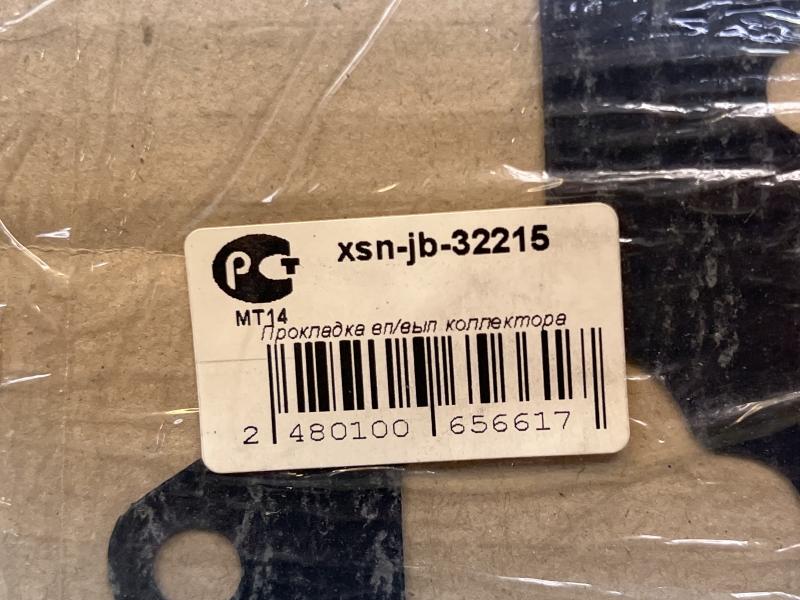 xsn-jb-32215
РСТ
МТ14
Прокладка вп/вып коллектора
2 480100 656617